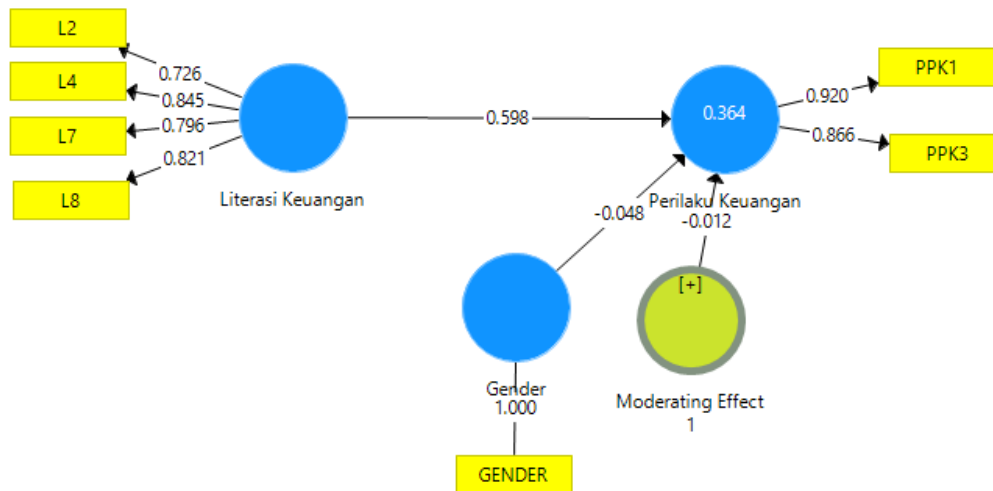 L2
0.726
L4
0.845
L7
0.796
L8
0.821
Literasi Keuangan
0.598
0.364
Perilaku Keuangan
0.920
PPK1
0.866
PPK3
-0.048
-0.012
[+]
Gender
1.000
GENDER
Moderating Effect
1